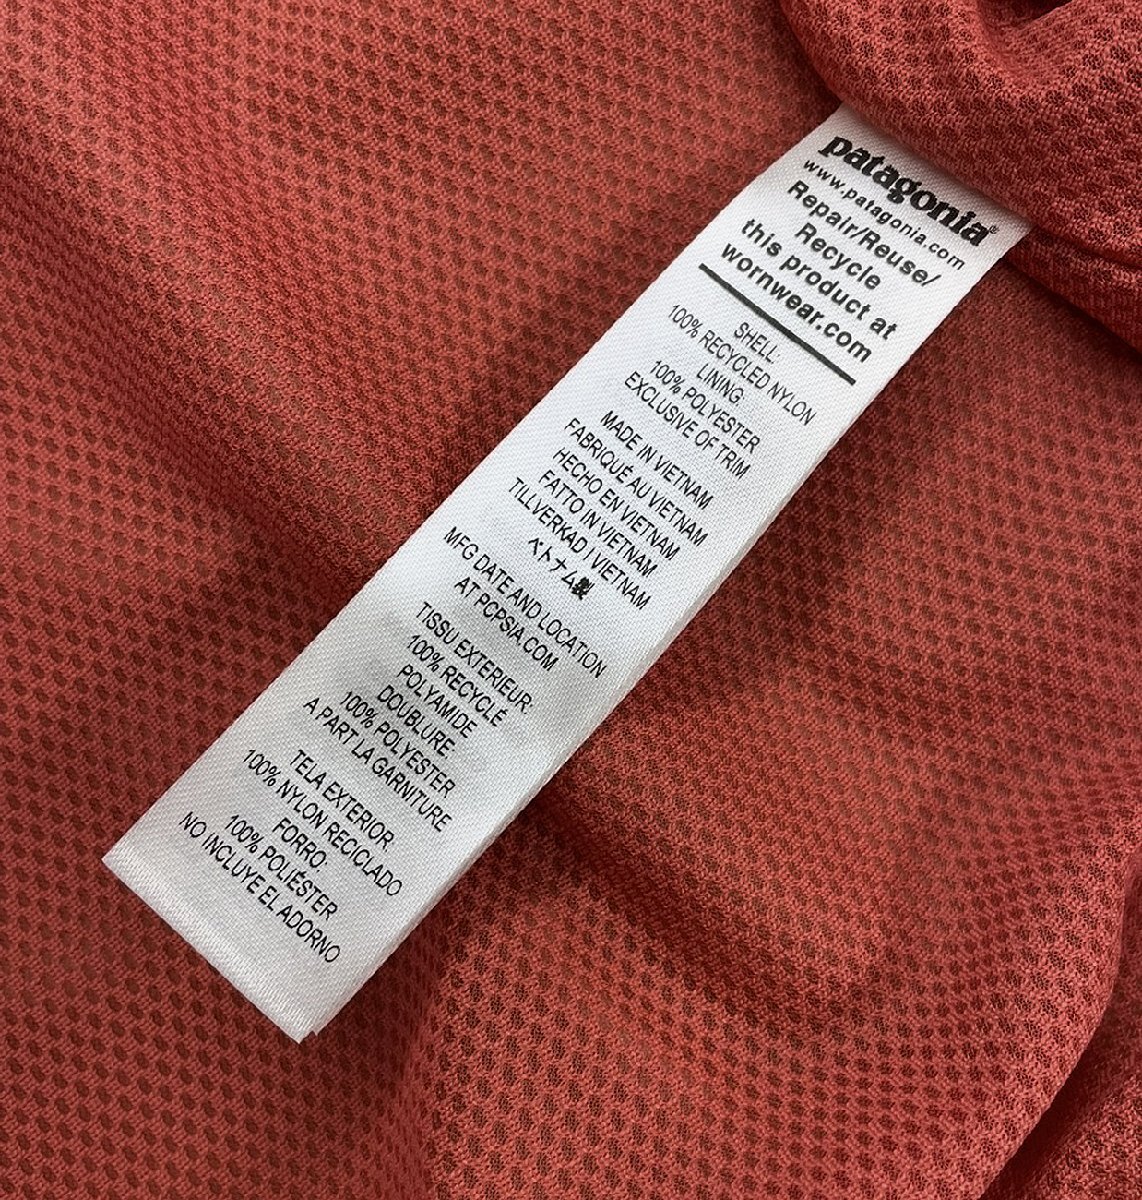 patagonia®
www.patagonia.com
Repair/Reuse/
Recycle
this product at
wornwear.com
SHELL:
100% RECYCLED NYLON
LINING:
100% POLYESTER
EXCLUSIVE OF TRIM
MADE IN VIETNAM
FABRIQUÉ AU VIETNAM
HECHO EN VIETNAM
FATTO IN VIETNAM
TILLVERKAD I VIETNAM
ベトナム製
MFG DATE AND LOCATION
AT PCPSIA.COM
TISSU EXTERIEUR:
100% RECYCLÉ
POLYAMIDE
DOUBLURE
100% POLYESTER
A PART LA GARNITURE
TELA EXTERIOR
100% NYLON RECICLADO
FORRO:
100% POLIÉSTER
NO INCLUYE EL ADORNO